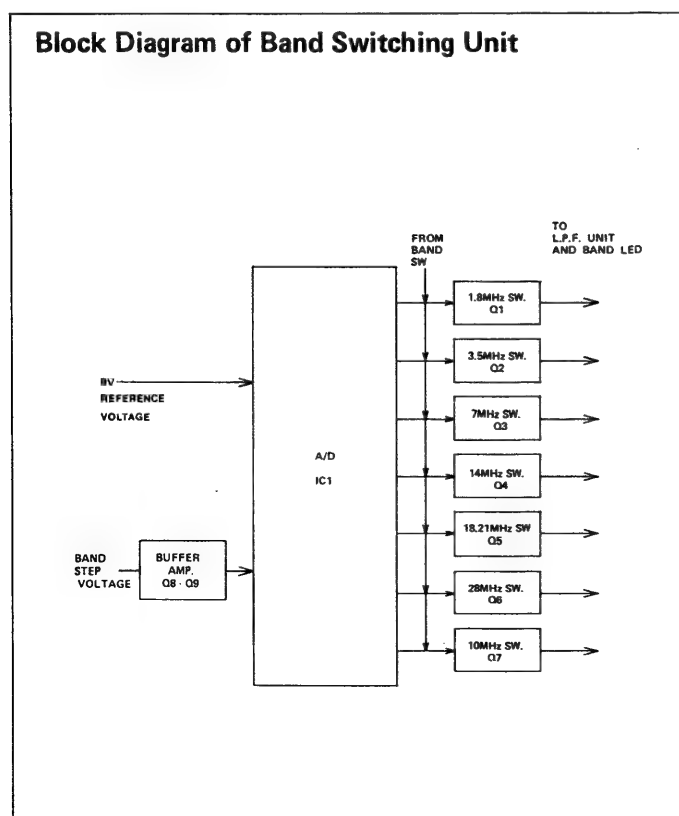 Block Diagram of Band Switching Unit
TO
L.P.F. UNIT
AND BAND LED
FROM
BAND
SW
1.8MHz SW.
Q1
3.5MHz SW.
Q2
8V
REFERENCE
VOLTAGE
7MHz SW.
Q3
A/D
IC1
14MHz SW.
Q4
18.21MHz SW
Q5
BAND
STEP
VOLTAGE
BUFFER
AMP.
Q8 · Q9
28MHz SW.
Q6
10MHz SW.
Q7